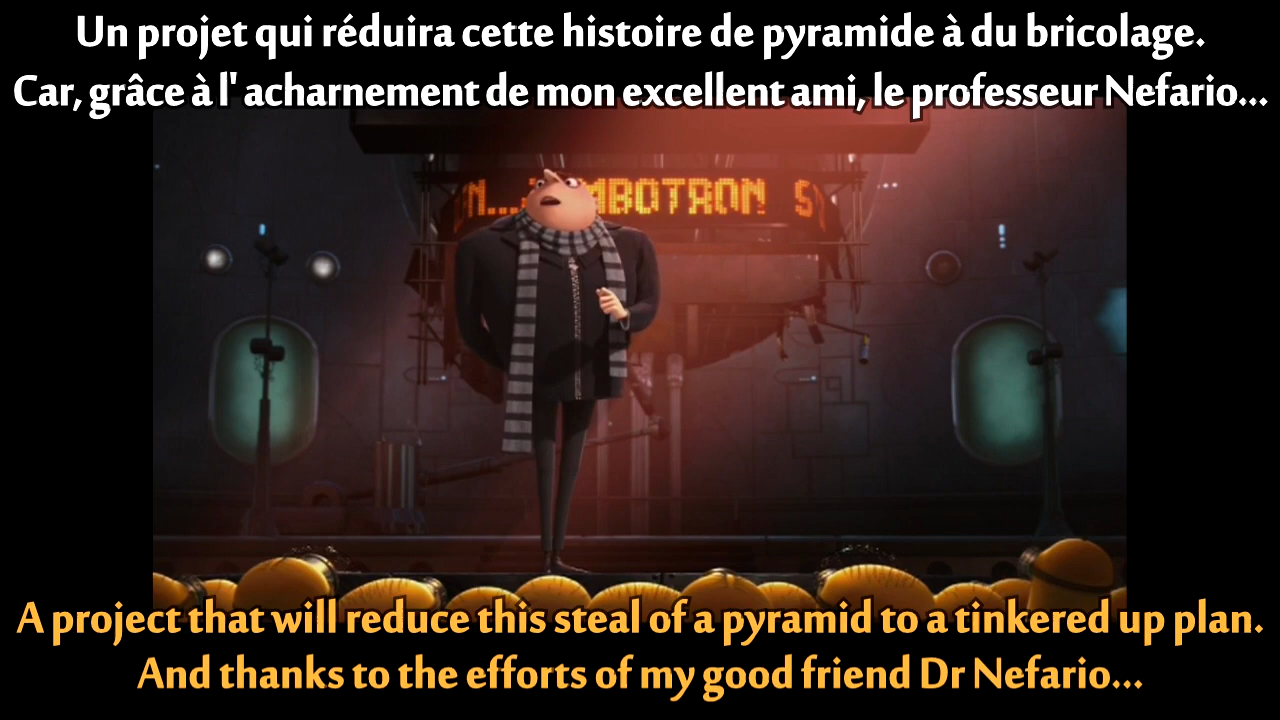 Un projet qui réduira cette histoire de pyramide à du bricolage.
Car, grâce à l' acharnement de mon excellent ami, le professeur Nefario...
MBOTRON S
A project that will reduce this steal of a pyramid to a tinkered up plan.
And thanks to the efforts of my good friend Dr Nefario...